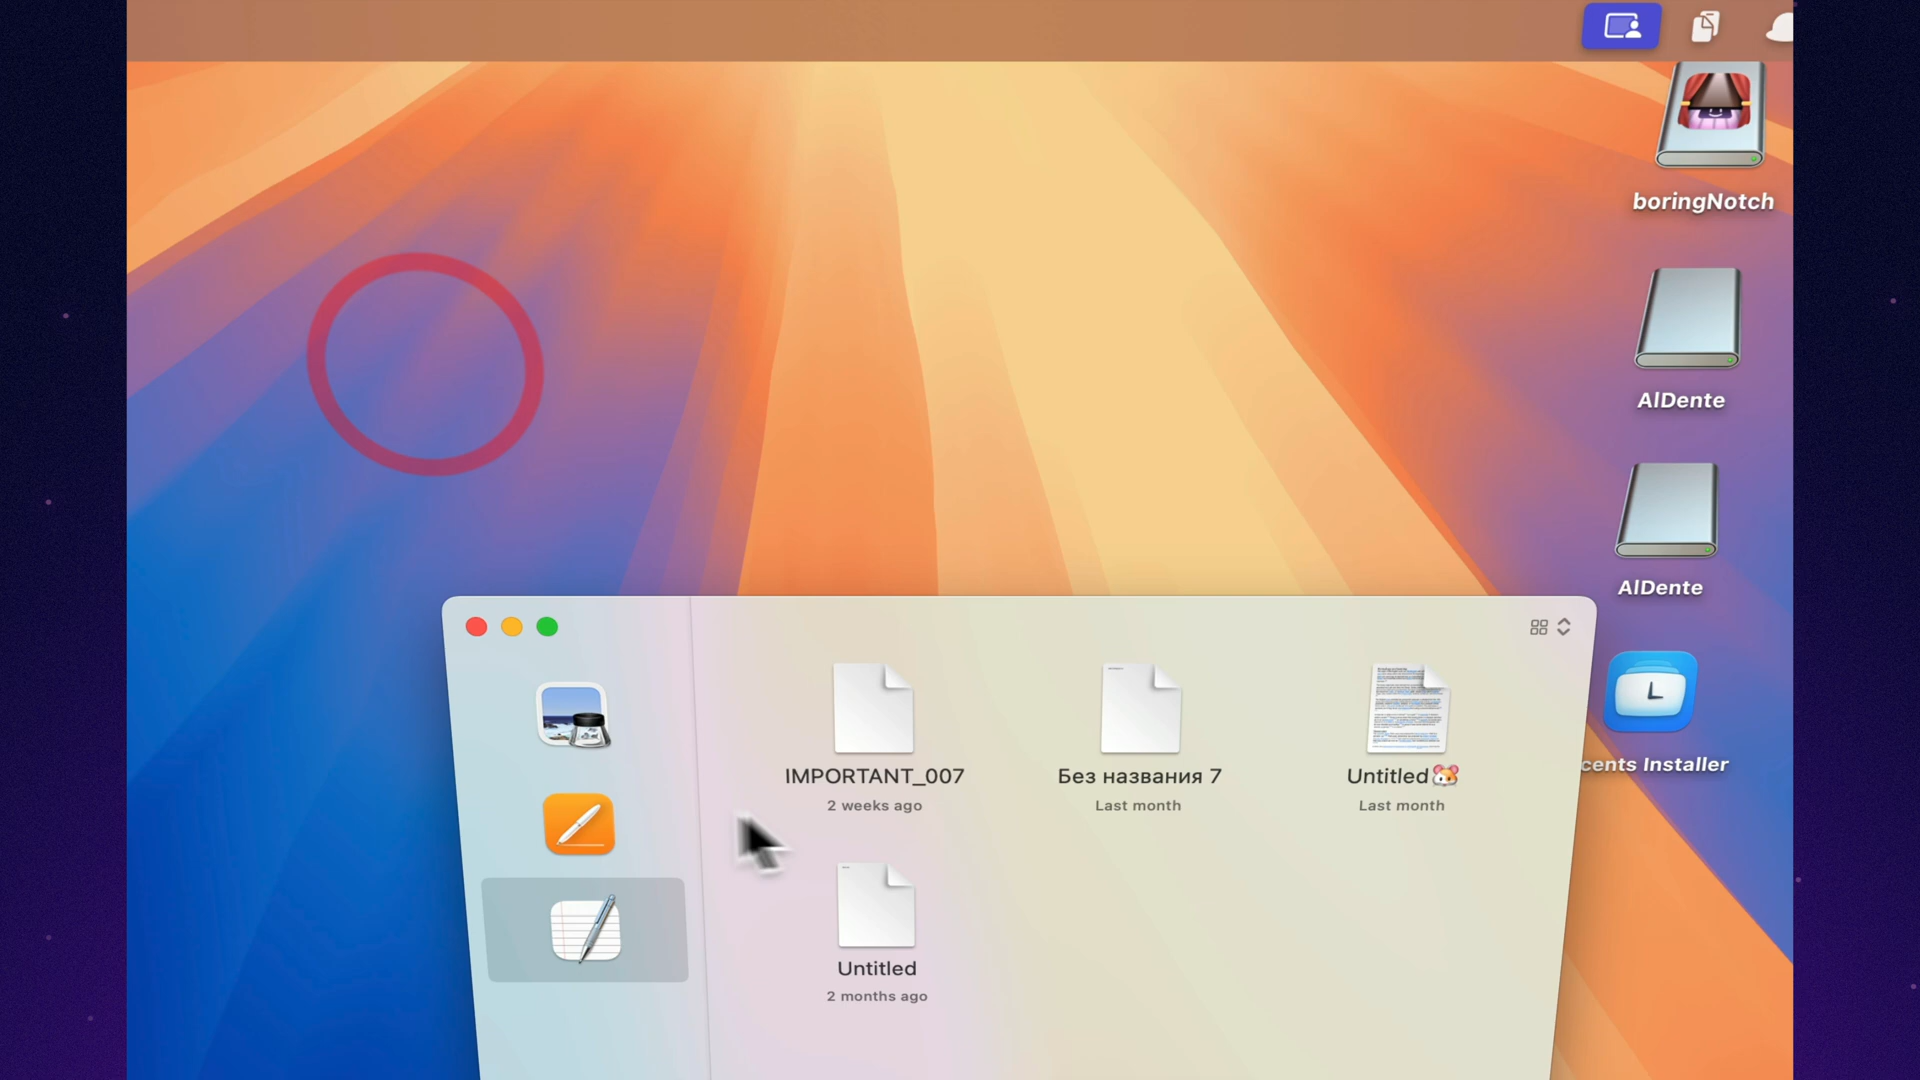 boringNotch
AlDente
AlDente
cents Installer
IMPORTANT_007
2 weeks ago
Без названия 7
Last month
Untitled🐹
Last month
Untitled
2 months ago